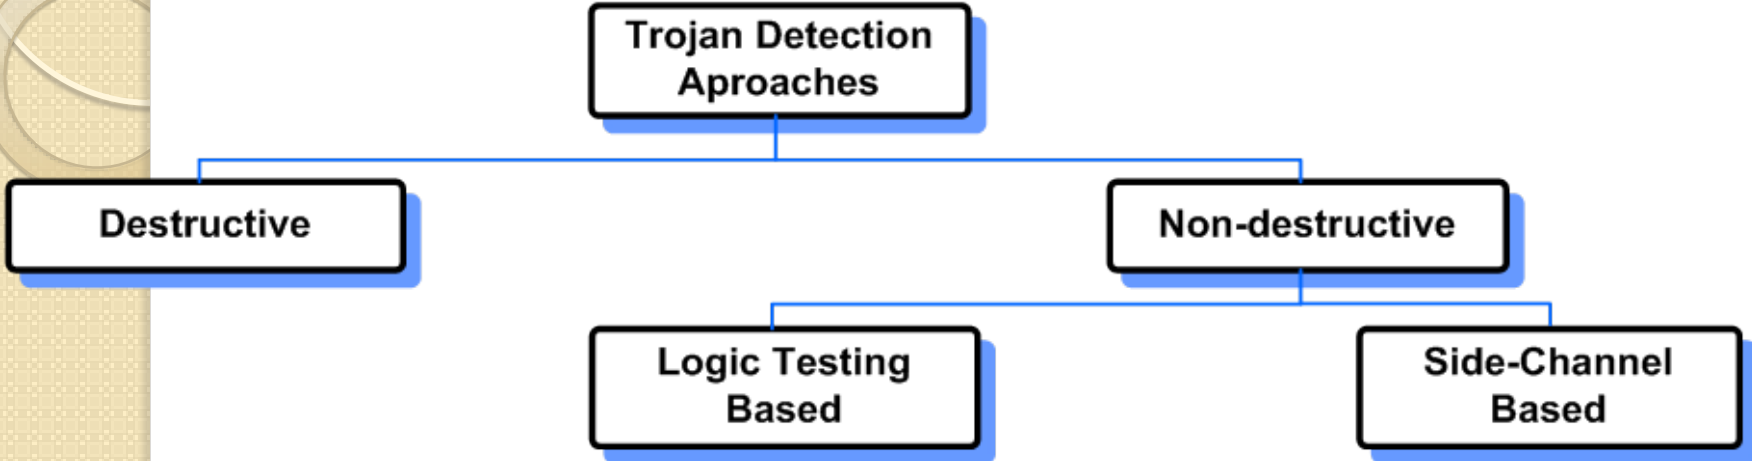 Trojan Detection
Aproaches
Destructive
Non-destructive
Logic Testing
Based
Side-Channel
Based